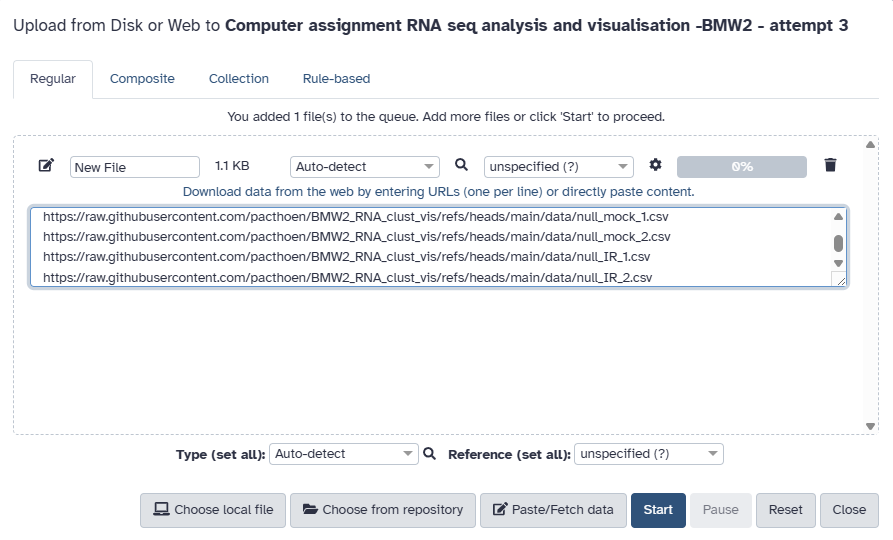 Upload from Disk or Web to Computer assignment RNA seq analysis and visualisation -BMW2 - attempt 3
Regular Composite Collection Rule-based
You added 1 file(s) to the queue. Add more files or click 'Start' to proceed.
New File 1.1 KB Auto-detect unspecified (?) 0%
Download data from the web by entering URLs (one per line) or directly paste content.
https://raw.githubusercontent.com/pacthoen/BMW2_RNA_clust_vis/refs/heads/main/data/null_mock_1.csv
https://raw.githubusercontent.com/pacthoen/BMW2_RNA_clust_vis/refs/heads/main/data/null_mock_2.csv
https://raw.githubusercontent.com/pacthoen/BMW2_RNA_clust_vis/refs/heads/main/data/null_IR_1.csv
https://raw.githubusercontent.com/pacthoen/BMW2_RNA_clust_vis/refs/heads/main/data/null_IR_2.csv
Type (set all): Auto-detect Reference (set all): unspecified (?)
Choose local file Choose from repository Paste/Fetch data Start Pause Reset Close